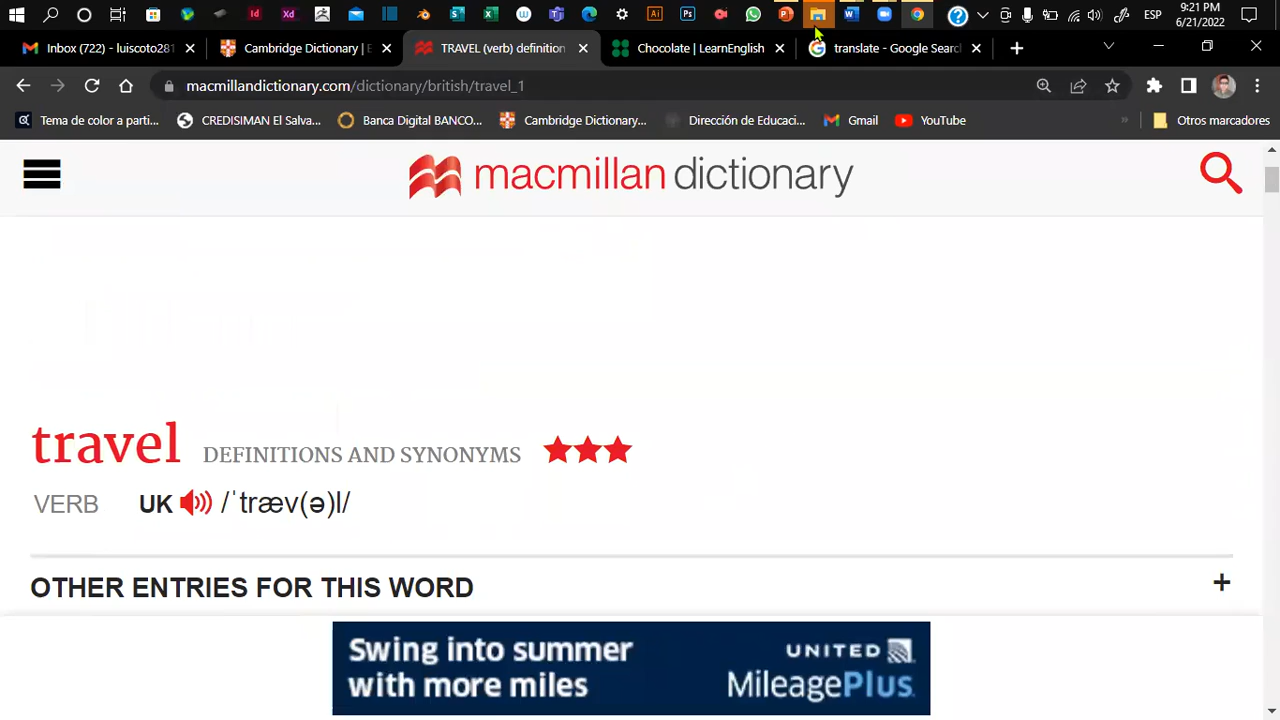 9:21 PM
ESP
6/21/2022
Inbox (722) - luiscoto281
Cambridge Dictionary | E
TRAVEL (verb) definition
Chocolate | LearnEnglish
translate - Google Searc
macmillandictionary.com/dictionary/british/travel_1
Tema de color a parti...
CREDISIMAN El Salva...
Banca Digital BANCO...
Cambridge Dictionary...
Dirección de Educaci...
Gmail
YouTube
Otros marcadores
macmillan dictionary
travel DEFINITIONS AND SYNONYMS
VERB UK /ˈtræv(ə)l/
OTHER ENTRIES FOR THIS WORD +
Swing into summer
with more miles
UNITED
MileagePlus